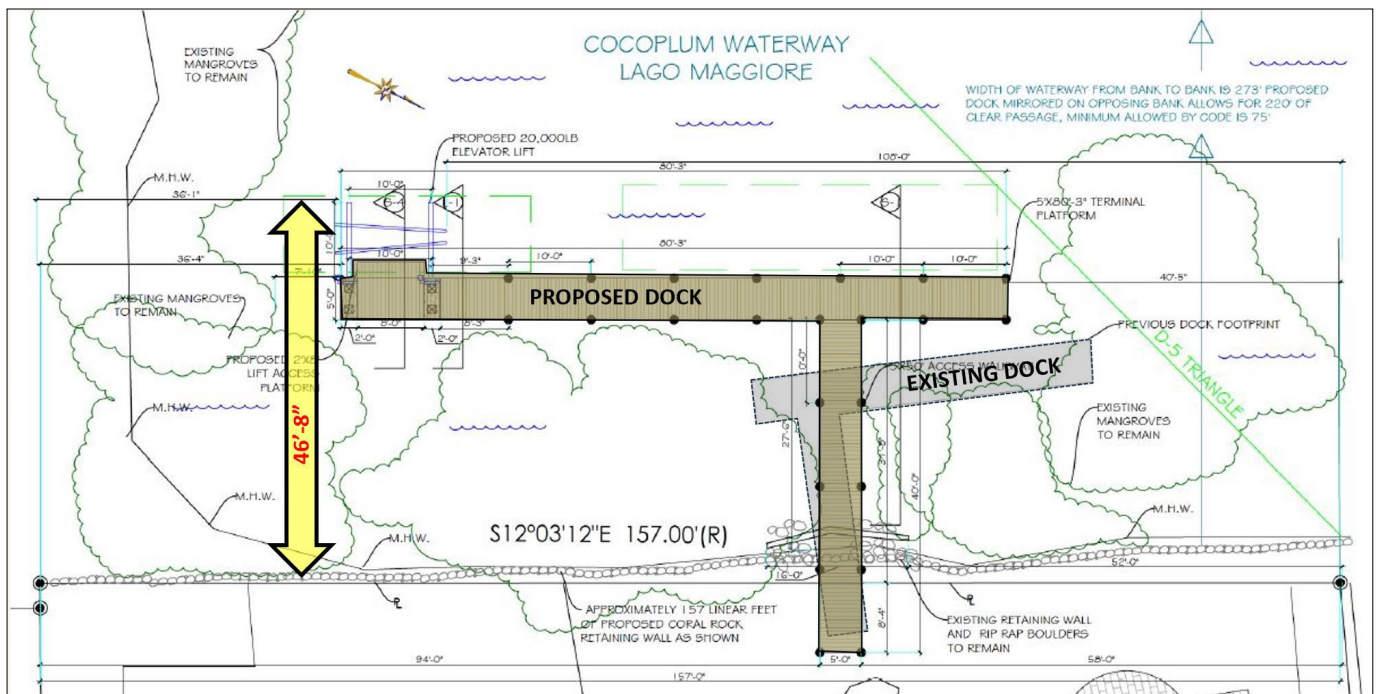 COCOPLUM WATERWAY
LAGO MAGGIORE
EXISTING
MANGROVES
TO REMAIN
WIDTH OF WATERWAY FROM BANK TO BANK IS 273' PROPOSED
DOCK MIRRORED ON OPPOSING BANK ALLOWS FOR 220' OF
CLEAR PASSAGE, MINIMUM ALLOWED BY CODE IS 75'
PROPOSED 20,000LB
ELEVATOR LIFT
108'-0"
80'-3"
M.H.W.
36'-1"
10'-0"
S-4
5'X80'-3" TERMINAL
PLATFORM
80'-3"
36'-4"
10'-0"
9'-3"
10'-0"
10'-0"
10'-0"
40'-5"
EXISTING MANGROVES
TO REMAIN
5'-0"
PROPOSED DOCK
PREVIOUS DOCK FOOTPRINT
8'-0"
8'-3"
2'-0"
2'-0"
D-5 TRIANGLE
PROPOSED 2'X8'
LIFT ACCESS
PLATFORM
EXISTING DOCK
M.H.W.
46'-8"
27'-6"
31'-8"
40'-0"
EXISTING
MANGROVES
TO REMAIN
M.H.W.
M.H.W.
S12°03'12"E 157.00'(R)
M.H.W.
52'-0"
16'-0"
APPROXIMATELY 157 LINEAR FEET
OF PROPOSED CORAL ROCK
RETAINING WALL AS SHOWN
8'-4"
EXISTING RETAINING WALL
AND RIP RAP BOULDERS
TO REMAIN
94'-0"
5'-0"
58'-0"
157'-0"